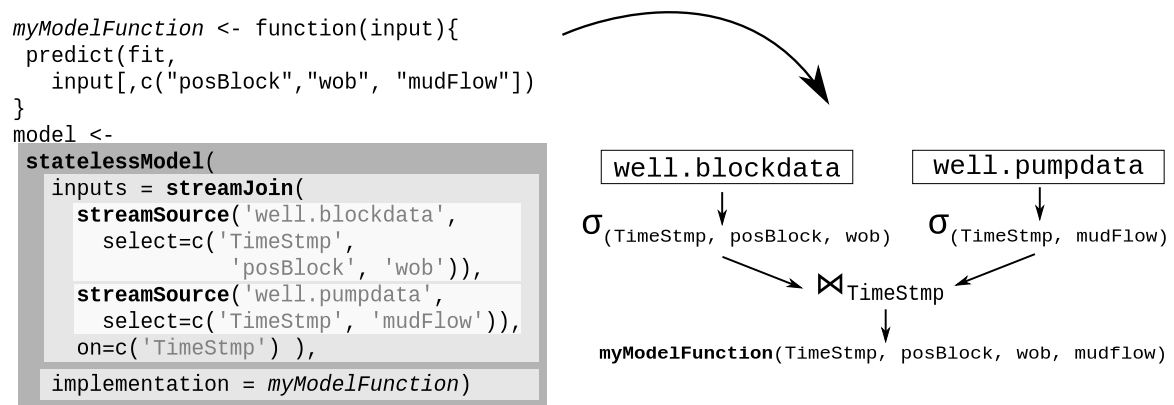 myModelFunction <- function(input){
predict(fit,
input[,c("posBlock","wob", "mudFlow"])
}
model <-
statelessModel(
inputs = streamJoin(
streamSource('well.blockdata',
select=c('TimeStmp',
'posBlock', 'wob')),
streamSource('well.pumpdata',
select=c('TimeStmp', 'mudFlow')),
on=c('TimeStmp') ),
implementation = myModelFunction)
well.blockdata
well.pumpdata
σ(TimeStmp, posBlock, wob)
σ(TimeStmp, mudFlow)
⋈TimeStmp
myModelFunction(TimeStmp, posBlock, wob, mudflow)